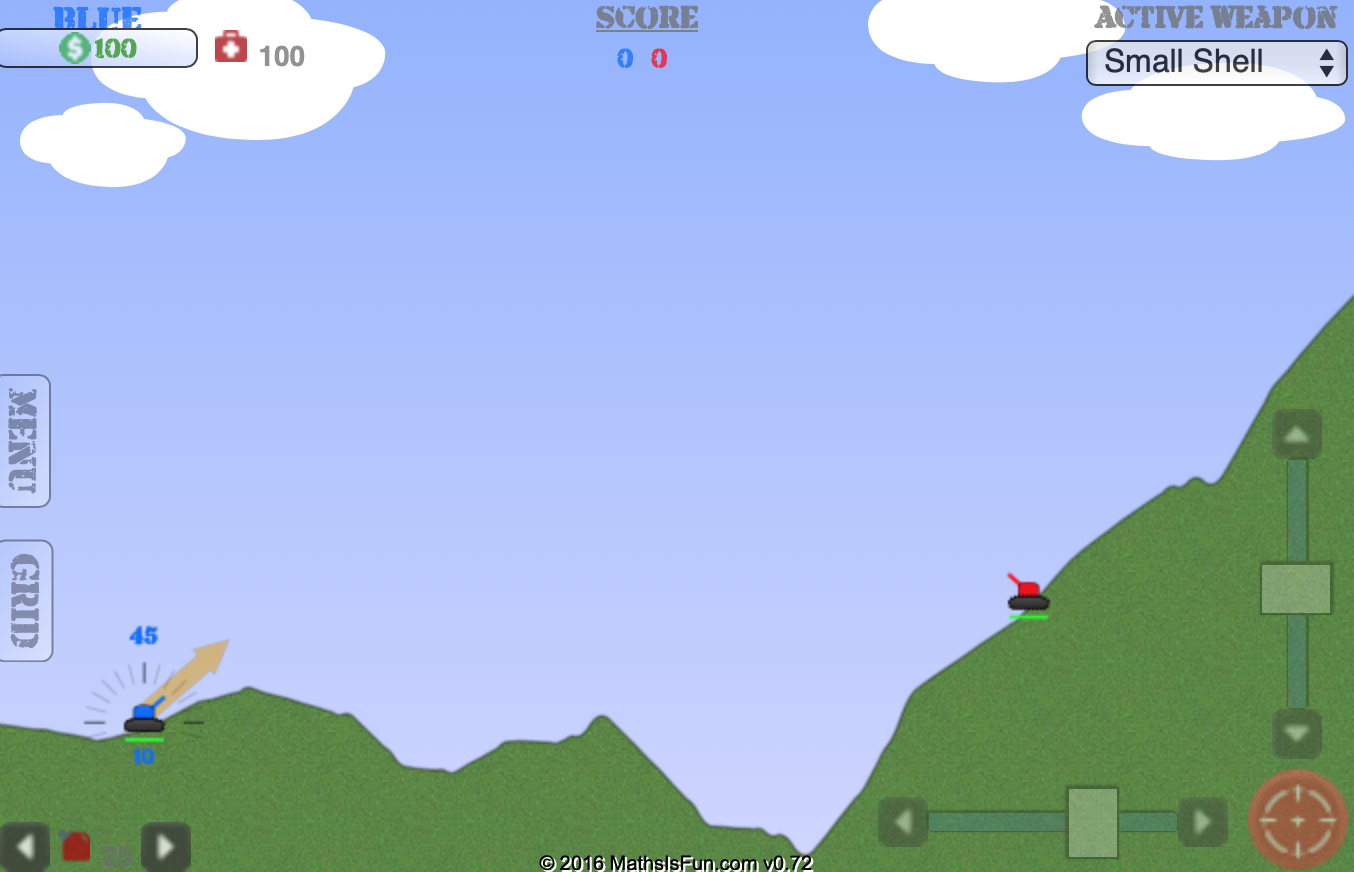 BLUE
$100
100
SCORE
0 0
ACTIVE WEAPON
Small Shell
MENU!
GRID
45
10
25
© 2016 MathsIsFun.com v0.72